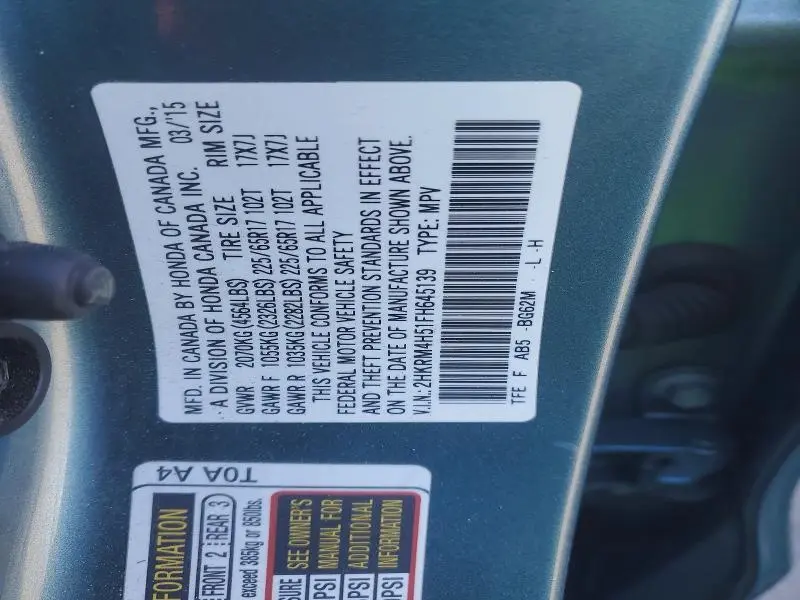 MFD. IN CANADA BY HONDA OF CANADA MFG.,
A DIVISION OF HONDA CANADA INC. 03/'15
GVWR 2070KG(4564LBS) TIRE SIZE RIM SIZE
GAWR F 1055KG(2326LBS) 225/65R17 102T 17X7J
GAWR R 1035KG(2282LBS) 225/65R17 102T 17X7J
THIS VEHICLE CONFORMS TO ALL APPLICABLE
FEDERAL MOTOR VEHICLE SAFETY
AND THEFT PREVENTION STANDARDS IN EFFECT
ON THE DATE OF MANUFACTURE SHOWN ABOVE.
V.I.N.:2HKRM4H51FH645139 TYPE: MPV
TFE F AB5 -BG62M -L -H
T0A A4
FORMATION
FRONT 2 REAR 3
exceed 385kg or 850lbs.
SURE
PSI
PSI
PSI
SEE OWNER'S
MANUAL FOR
ADDITIONAL
INFORMATION